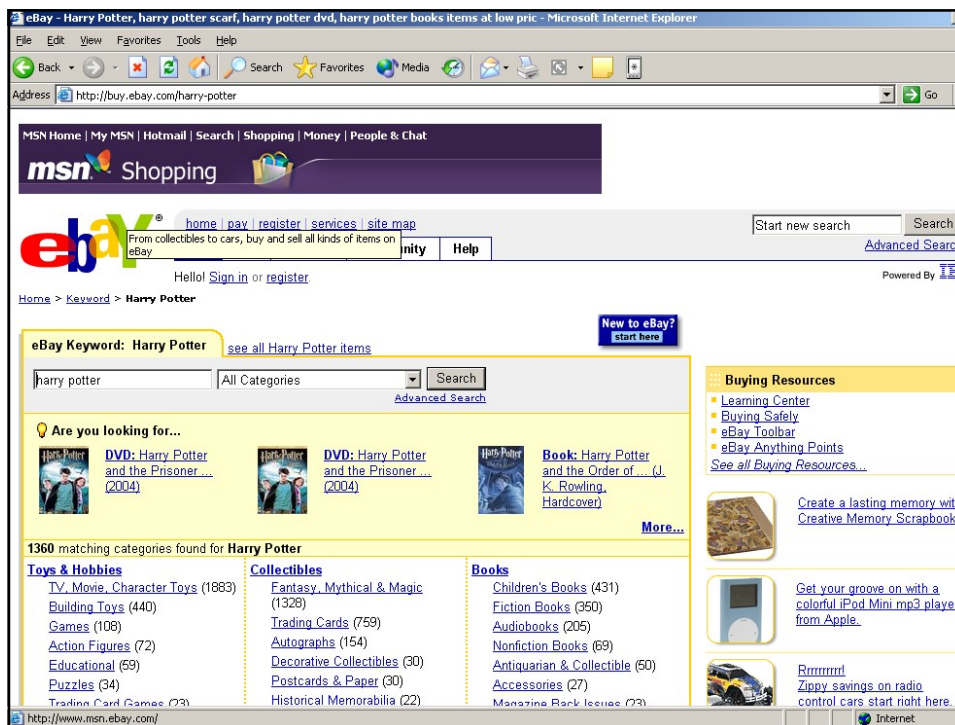 eBay - Harry Potter, harry potter scarf, harry potter dvd, harry potter books items at low pric - Microsoft Internet Explorer
File Edit View Favorites Tools Help
Back Search Favorites Media
Address http://buy.ebay.com/harry-potter Go
MSN Home | My MSN | Hotmail | Search | Shopping | Money | People & Chat
msn Shopping
ebaY®
home | pay | register | services | site map
Start new search Search
From collectibles to cars, buy and sell all kinds of items on
eBay
Help
Advanced Searc
Hello! Sign in or register.
Powered By
Home > Keyword > Harry Potter
New to eBay?
start here
eBay Keyword: Harry Potter see all Harry Potter items
harry potter All Categories Search
Advanced Search
Buying Resources
Learning Center
Buying Safely
eBay Toolbar
eBay Anything Points
See all Buying Resources...
Are you looking for...
DVD: Harry Potter
and the Prisoner ...
(2004)
DVD: Harry Potter
and the Prisoner ...
(2004)
Book: Harry Potter
and the Order of ... (J.
K. Rowling,
Hardcover)
More...
Create a lasting memory wit
Creative Memory Scrapbook
Get your groove on with a
colorful iPod Mini mp3 playe
from Apple.
Rrrrrrrrr!
Zippy savings on radio
control cars start right here.
1360 matching categories found for Harry Potter
Toys & Hobbies
TV, Movie, Character Toys (1883)
Building Toys (440)
Games (108)
Action Figures (72)
Educational (59)
Puzzles (34)
Trading Card Games (23)
Collectibles
Fantasy, Mythical & Magic
(1328)
Trading Cards (759)
Autographs (154)
Decorative Collectibles (30)
Postcards & Paper (30)
Historical Memorabilia (22)
Books
Children's Books (431)
Fiction Books (350)
Audiobooks (205)
Nonfiction Books (69)
Antiquarian & Collectible (50)
Accessories (27)
Magazine Back Issues (23)
http://www.msn.ebay.com/ Internet